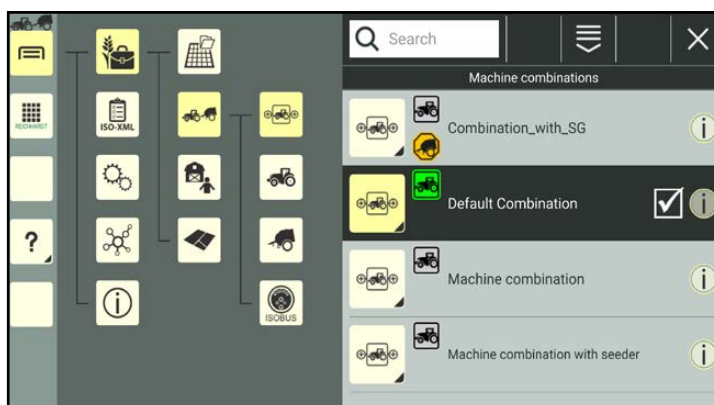 Search
Machine combinations
Combination_with_SG
Default Combination
Machine combination
Machine combination with seeder
REICHHARDT
ISO-XML
?
ISOBUS